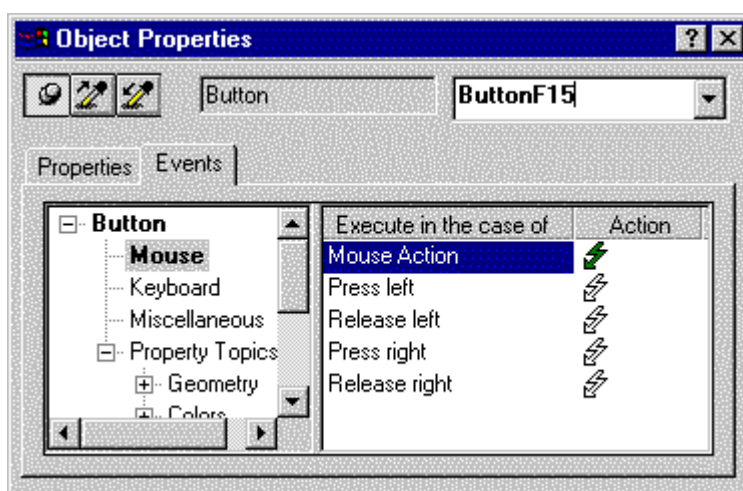 Object Properties
Button ButtonF15
Properties Events
Button
Mouse
Keyboard
Miscellaneous
Property Topics
Geometry
Colors
Execute in the case of Action
Mouse Action
Press left
Release left
Press right
Release right